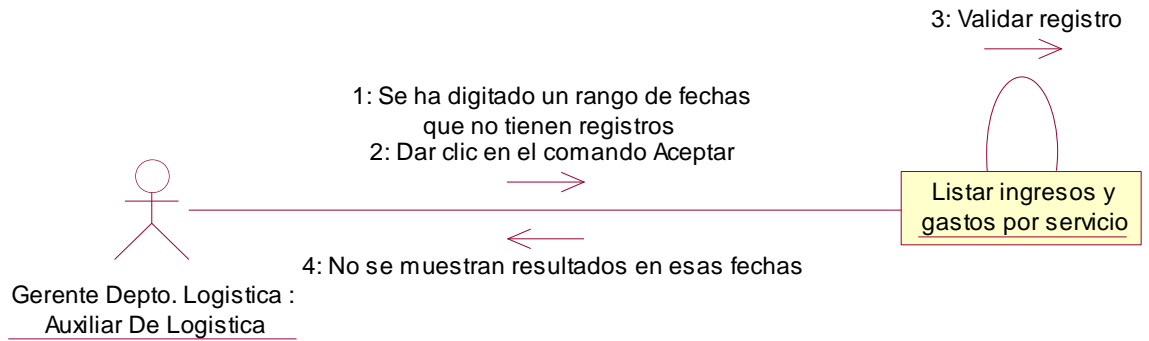 3: Validar registro
1: Se ha digitado un rango de fechas
que no tienen registros
2: Dar clic en el comando Aceptar
Listar ingresos y
gastos por servicio
4: No se muestran resultados en esas fechas
Gerente Depto. Logistica :
Auxiliar De Logistica